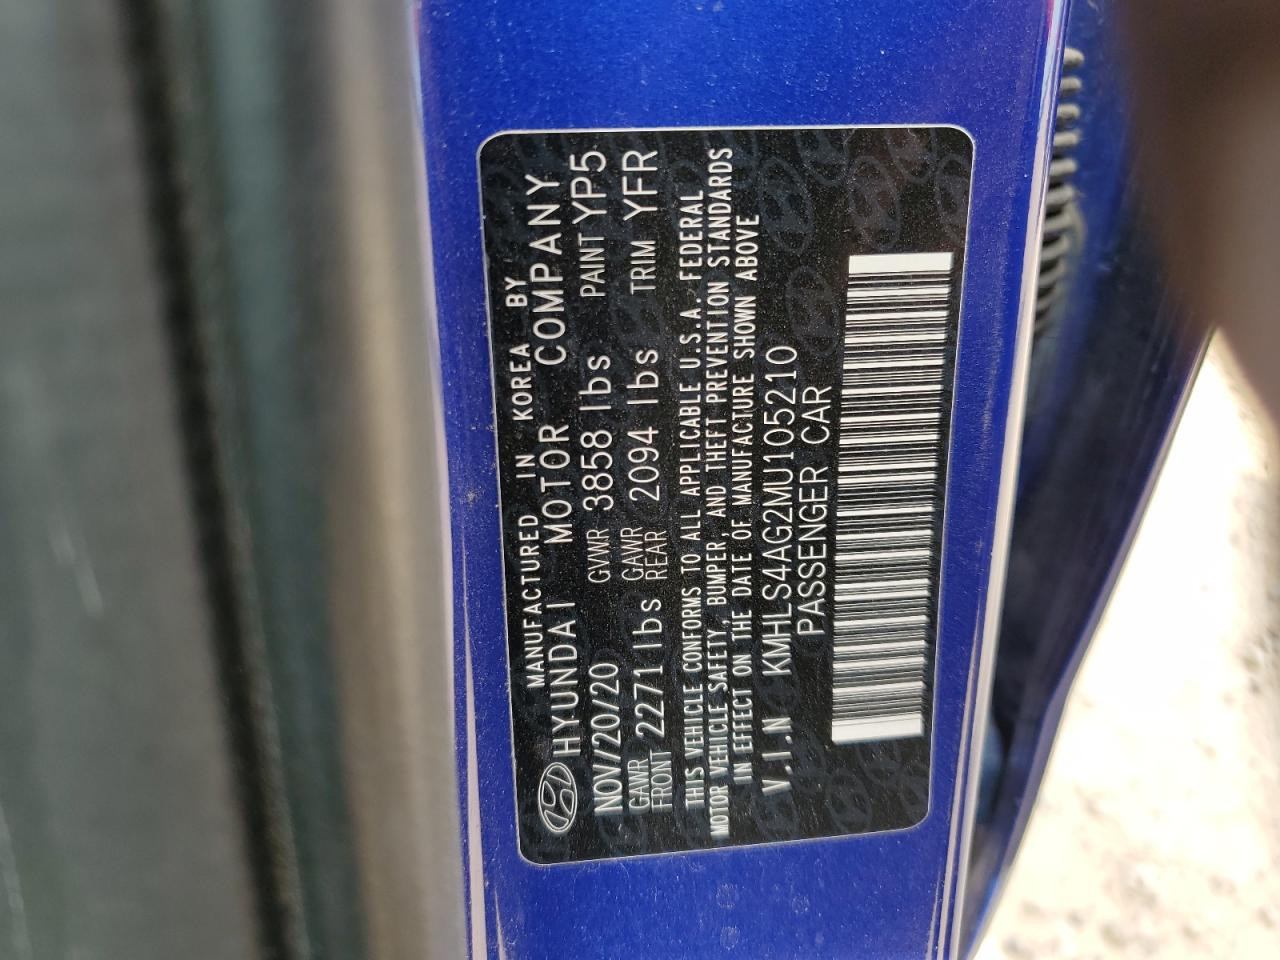 MANUFACTURED IN KOREA BY
HYUNDAI MOTOR COMPANY
NOV/20/20 GVWR 3858 lbs PAINT YP5
GAWR FRONT 2271 lbs GAWR REAR 2094 lbs TRIM YFR
THIS VEHICLE CONFORMS TO ALL APPLICABLE U.S.A. FEDERAL
MOTOR VEHICLE SAFETY, BUMPER, AND THEFT PREVENTION STANDARDS
IN EFFECT ON THE DATE OF MANUFACTURE SHOWN ABOVE
V.I.N KMHLS4AG2MU105210
PASSENGER CAR